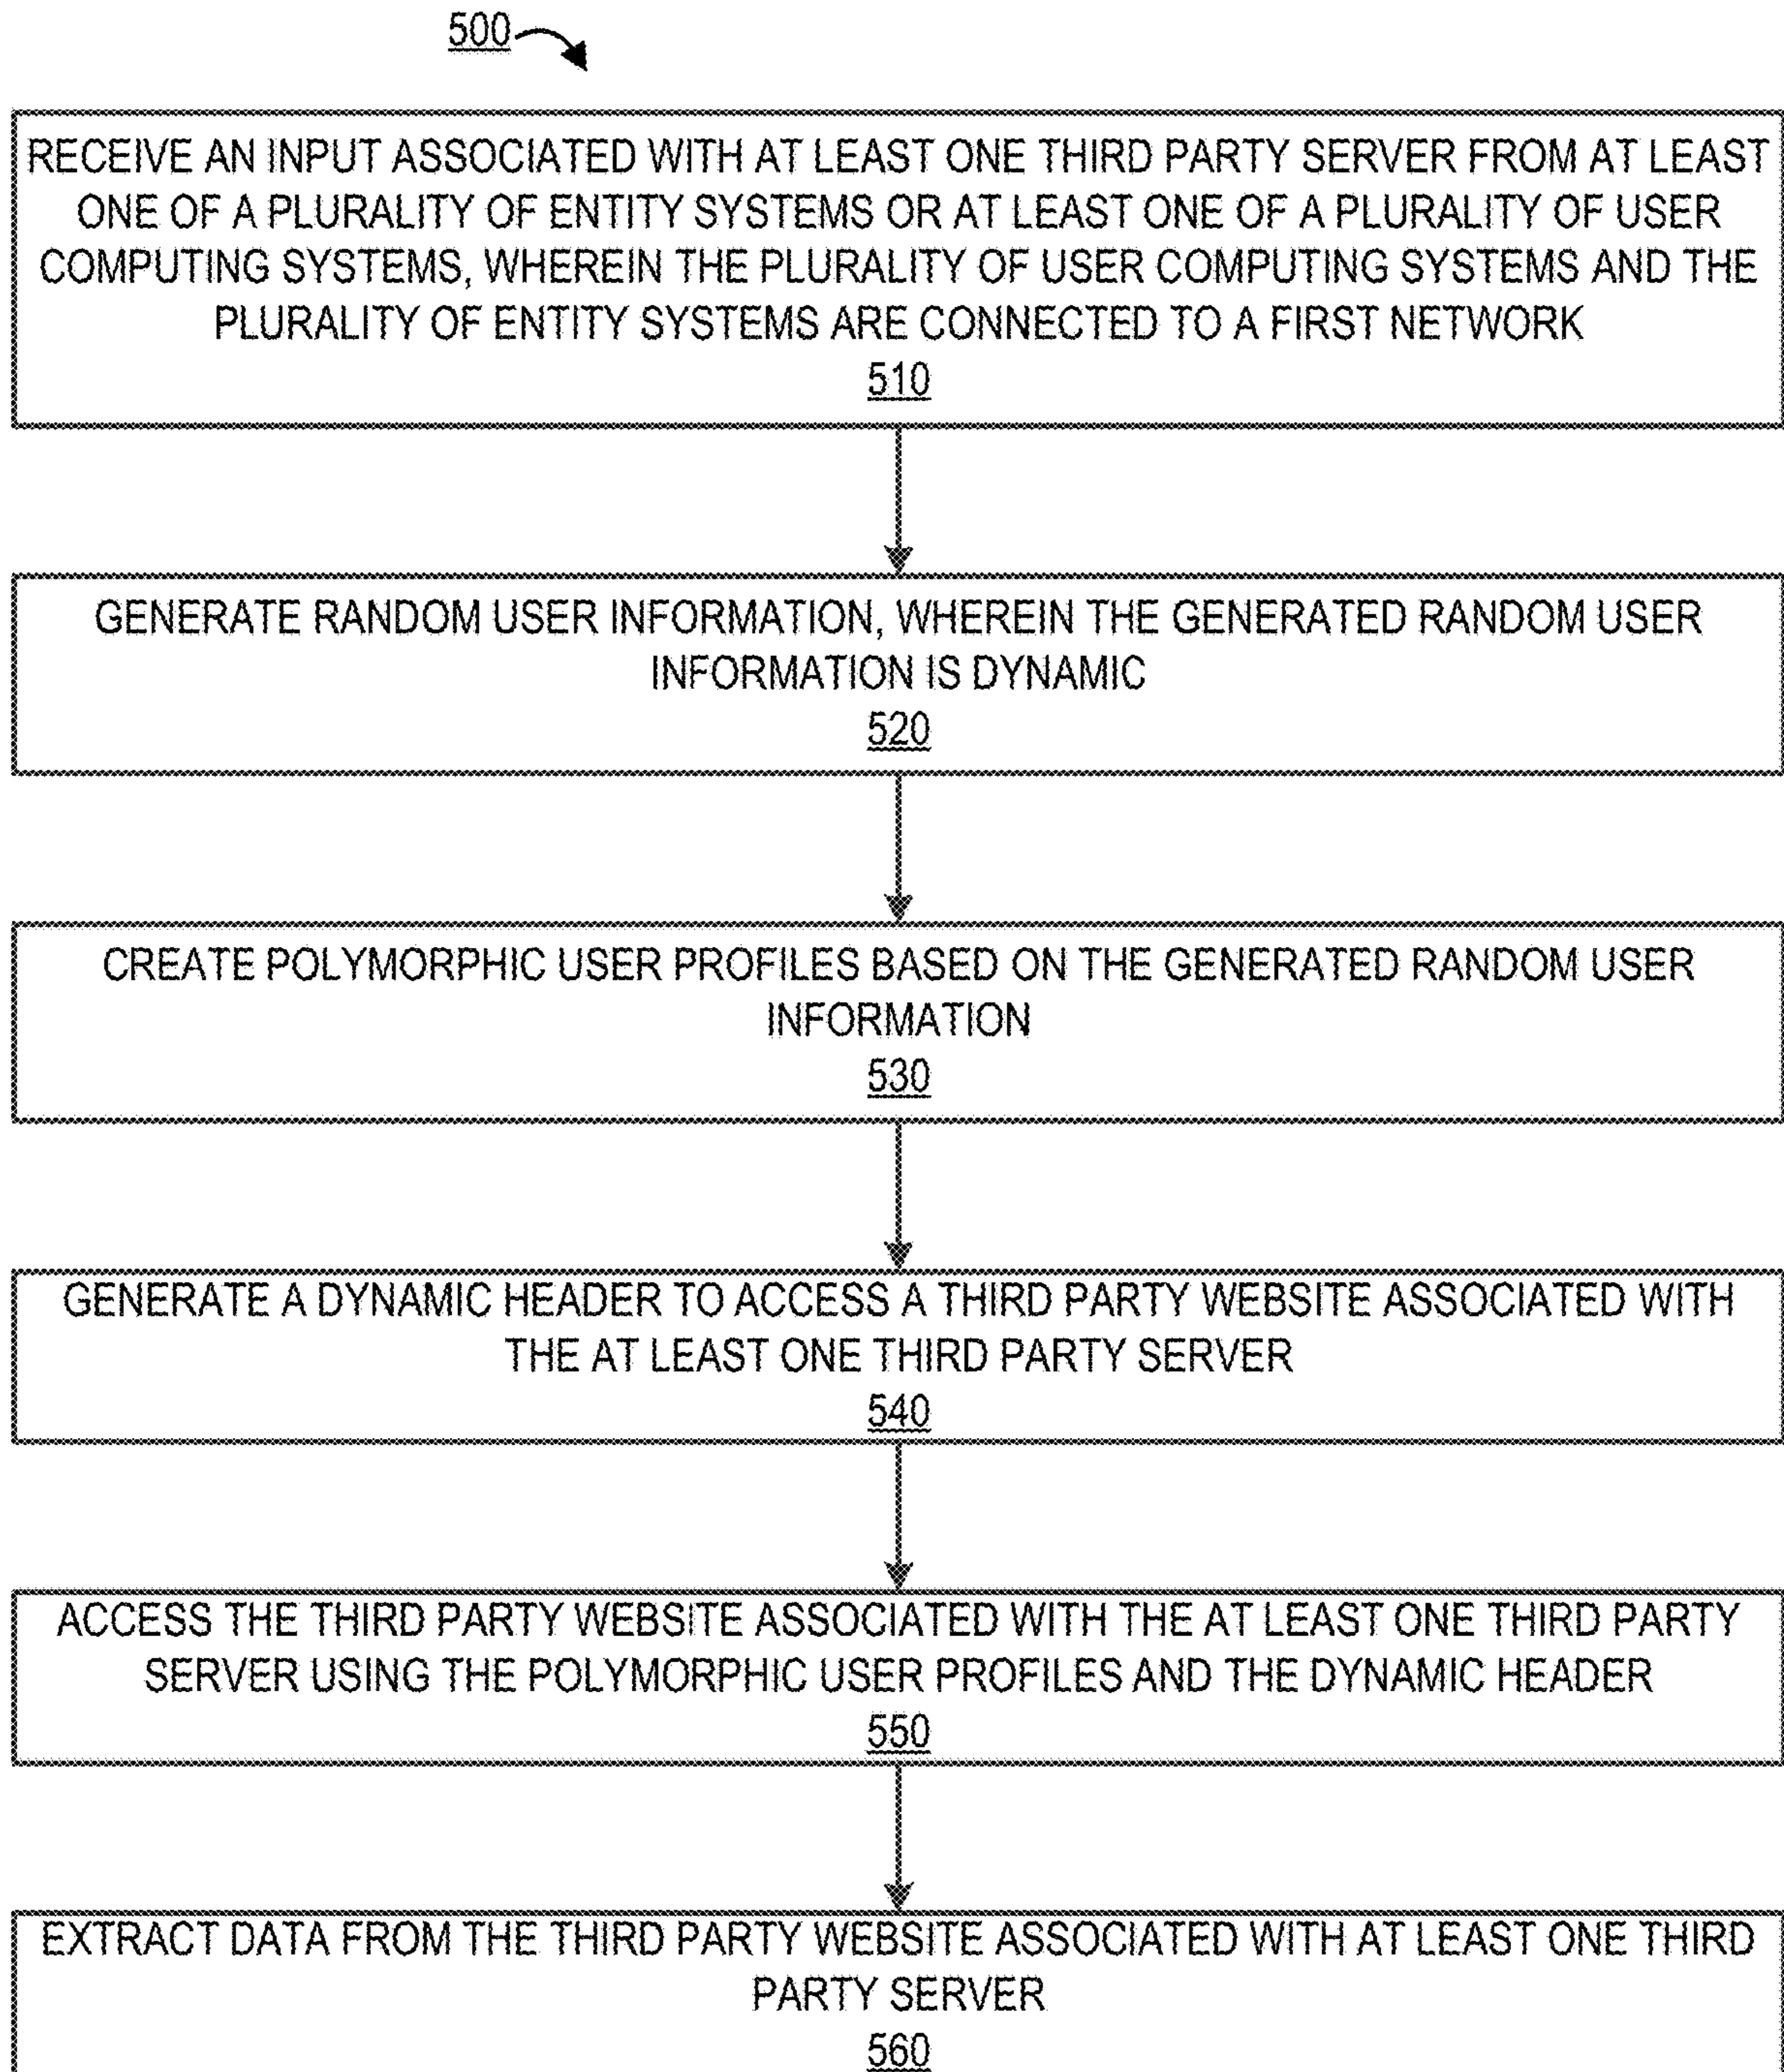 500
RECEIVE AN INPUT ASSOCIATED WITH AT LEAST ONE THIRD PARTY SERVER FROM AT LEAST
ONE OF A PLURALITY OF ENTITY SYSTEMS OR AT LEAST ONE OF A PLURALITY OF USER
COMPUTING SYSTEMS, WHEREIN THE PLURALITY OF USER COMPUTING SYSTEMS AND THE
PLURALITY OF ENTITY SYSTEMS ARE CONNECTED TO A FIRST NETWORK
510
GENERATE RANDOM USER INFORMATION, WHEREIN THE GENERATED RANDOM USER
INFORMATION IS DYNAMIC
520
CREATE POLYMORPHIC USER PROFILES BASED ON THE GENERATED RANDOM USER
INFORMATION
530
GENERATE A DYNAMIC HEADER TO ACCESS A THIRD PARTY WEBSITE ASSOCIATED WITH
THE AT LEAST ONE THIRD PARTY SERVER
540
ACCESS THE THIRD PARTY WEBSITE ASSOCIATED WITH THE AT LEAST ONE THIRD PARTY
SERVER USING THE POLYMORPHIC USER PROFILES AND THE DYNAMIC HEADER
550
EXTRACT DATA FROM THE THIRD PARTY WEBSITE ASSOCIATED WITH AT LEAST ONE THIRD
PARTY SERVER
560